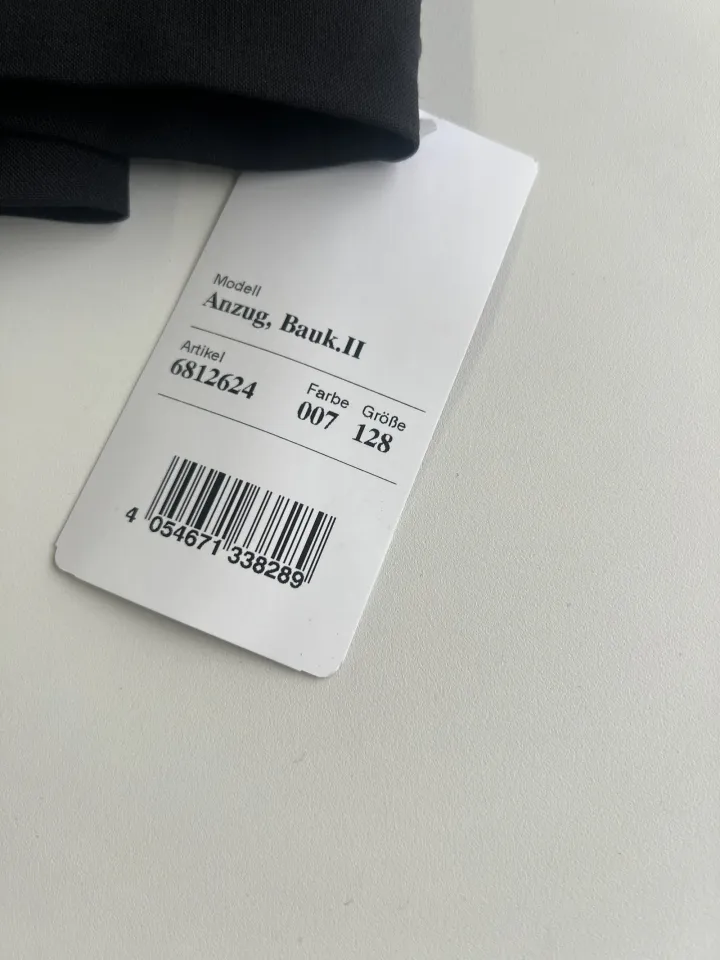 Modell
Anzug, Bauk.II
Artikel Farbe Größe
6812624 007 128
4 054671 338289